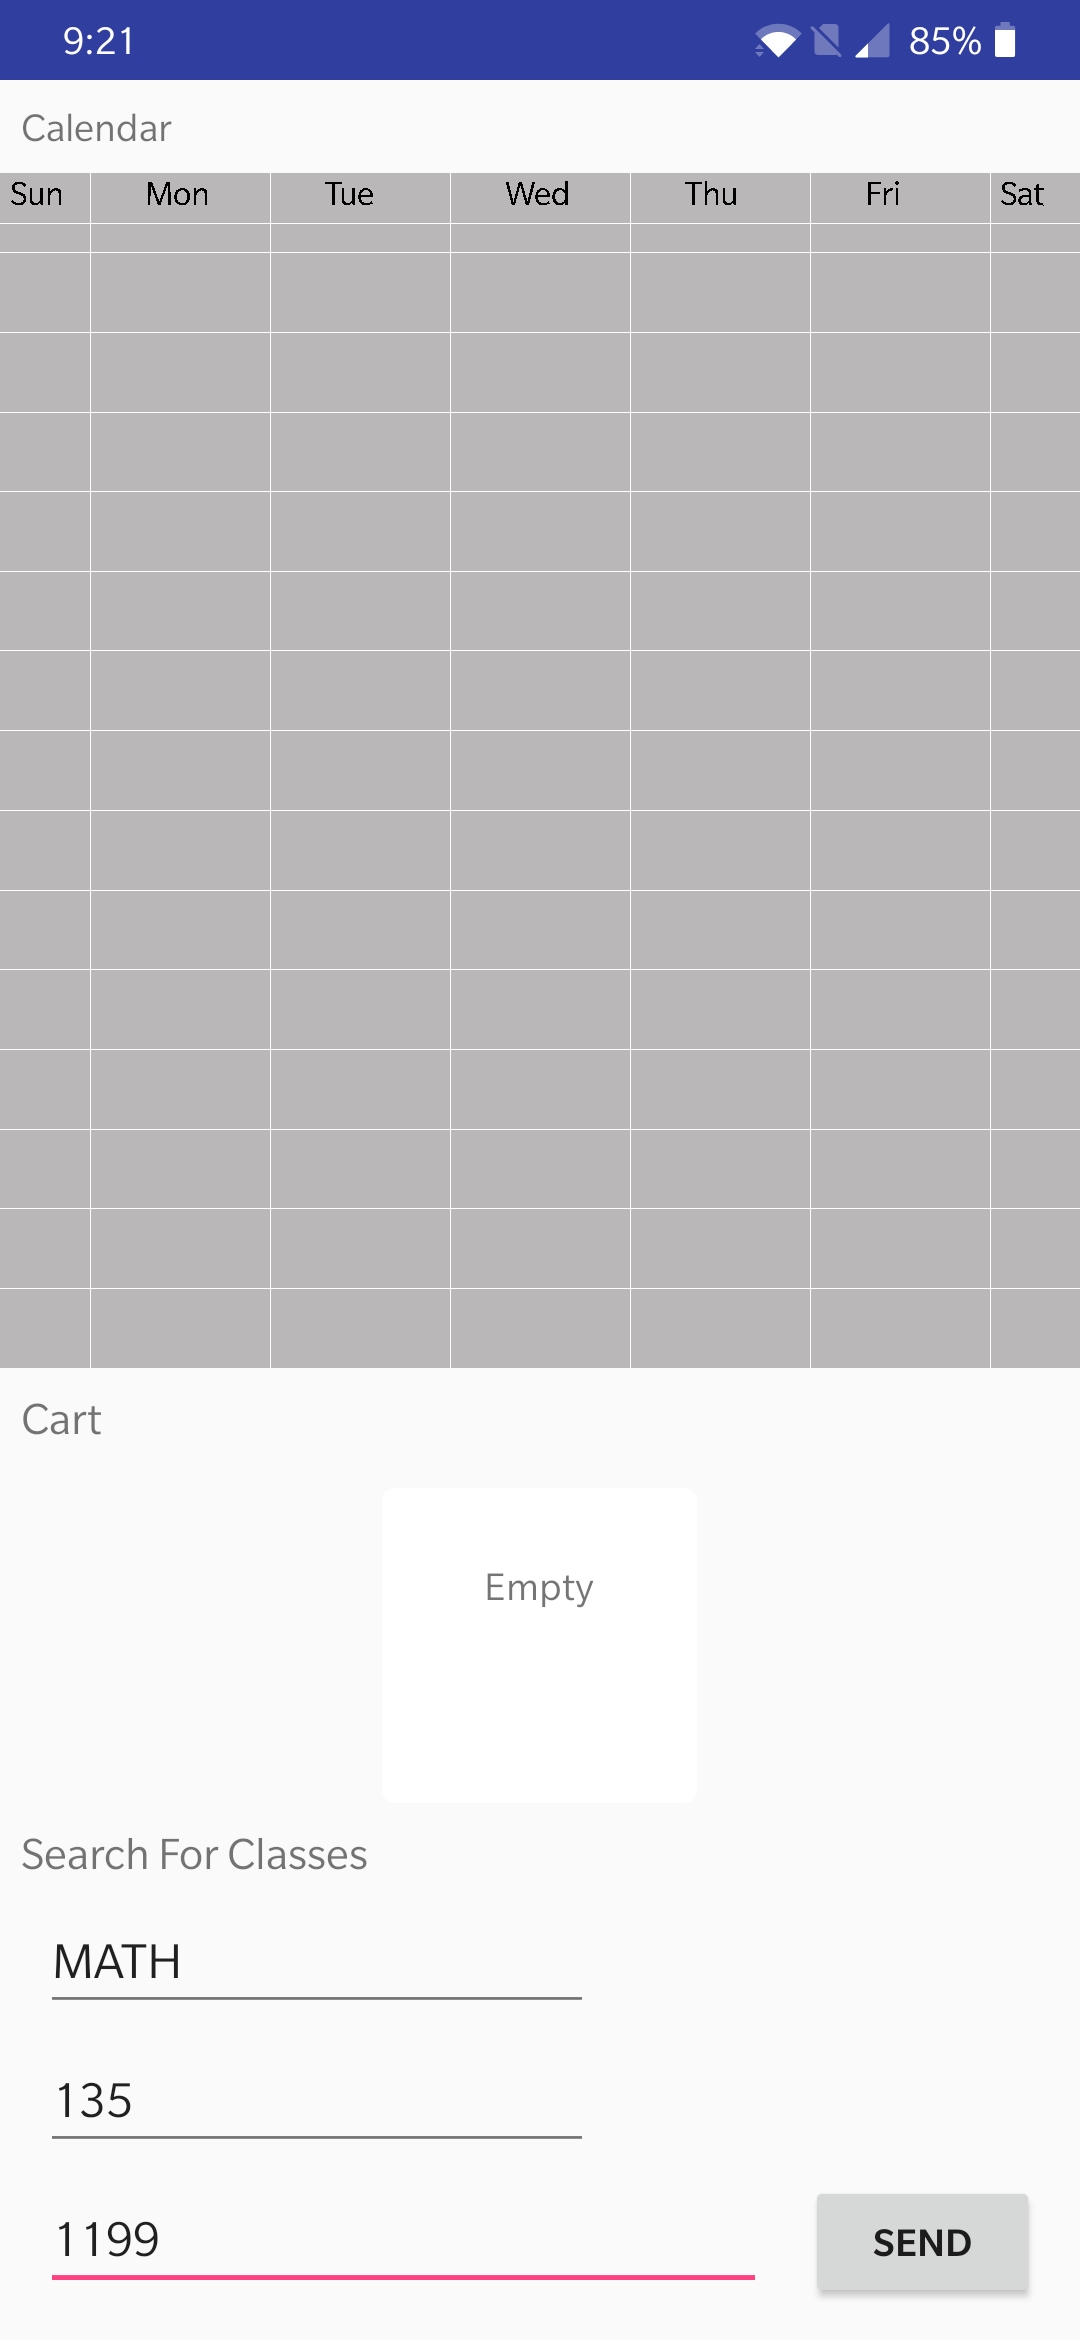 9:21 85%
Calendar
Sun Mon Tue Wed Thu Fri Sat
Cart
Empty
Search For Classes
MATH
135
1199
SEND